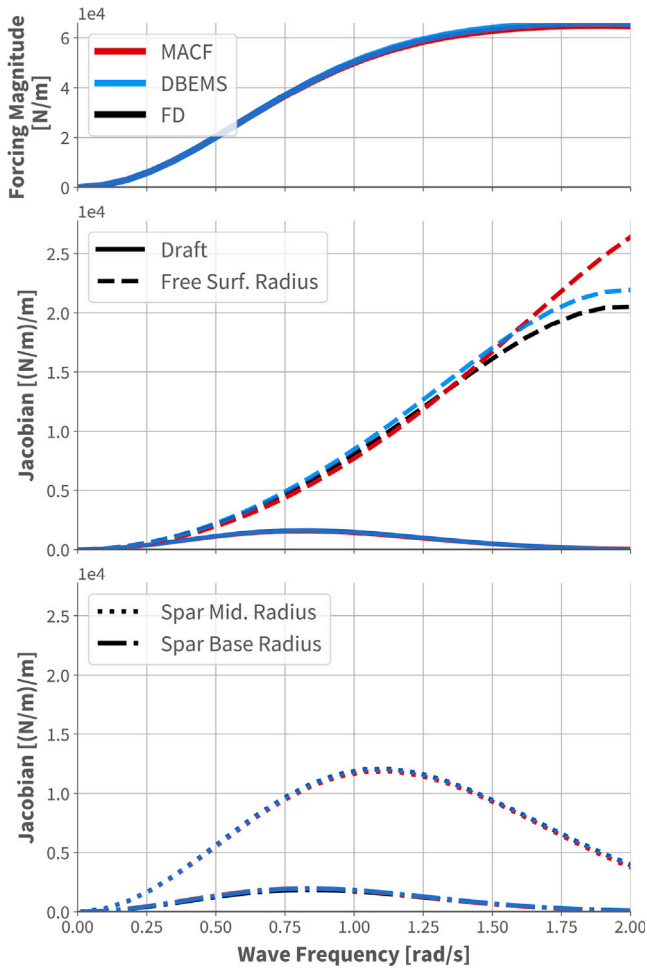 1e4
6
4
2
0
Forcing Magnitude
[N/m]
MACF
DBEMS
FD
1e4
2.5
2.0
1.5
1.0
0.5
0.0
Jacobian [(N/m)/m]
Draft
Free Surf. Radius
1e4
2.5
2.0
1.5
1.0
0.5
0.0
Jacobian [(N/m)/m]
Spar Mid. Radius
Spar Base Radius
0.00 0.25 0.50 0.75 1.00 1.25 1.50 1.75 2.00
Wave Frequency [rad/s]